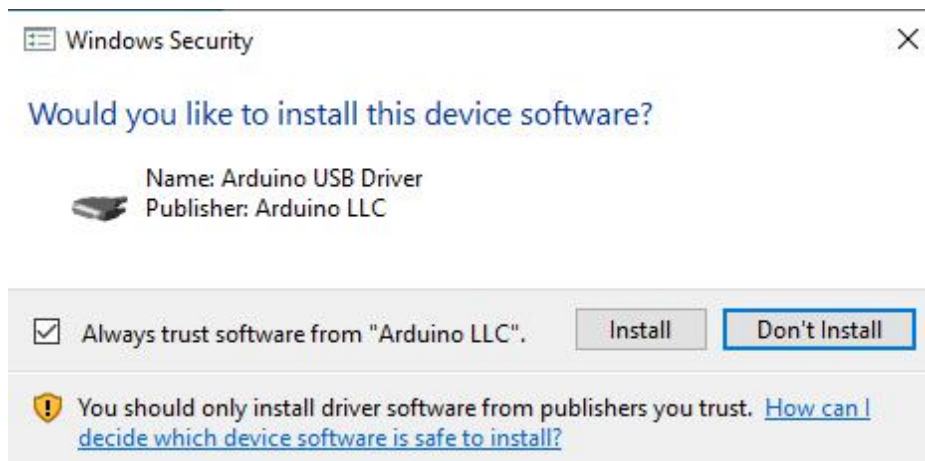 Windows Security
Would you like to install this device software?
Name: Arduino USB Driver
Publisher: Arduino LLC
Always trust software from "Arduino LLC".
Install
Don't Install
You should only install driver software from publishers you trust. How can I
decide which device software is safe to install?